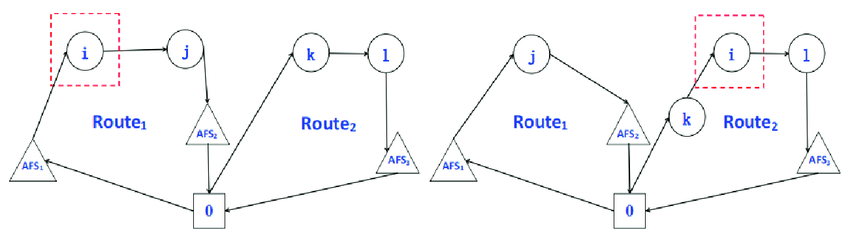 i
j
k
l
AFS₂
Route₁
Route₂
AFS₁
AFS₃
0
j
i
l
k
AFS₂
Route₁
Route₂
AFS₁
AFS₃
0